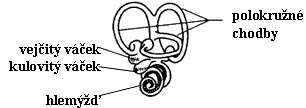 polokružné
chodby
vejčitý váček
kulovitý váček
hlemýžď